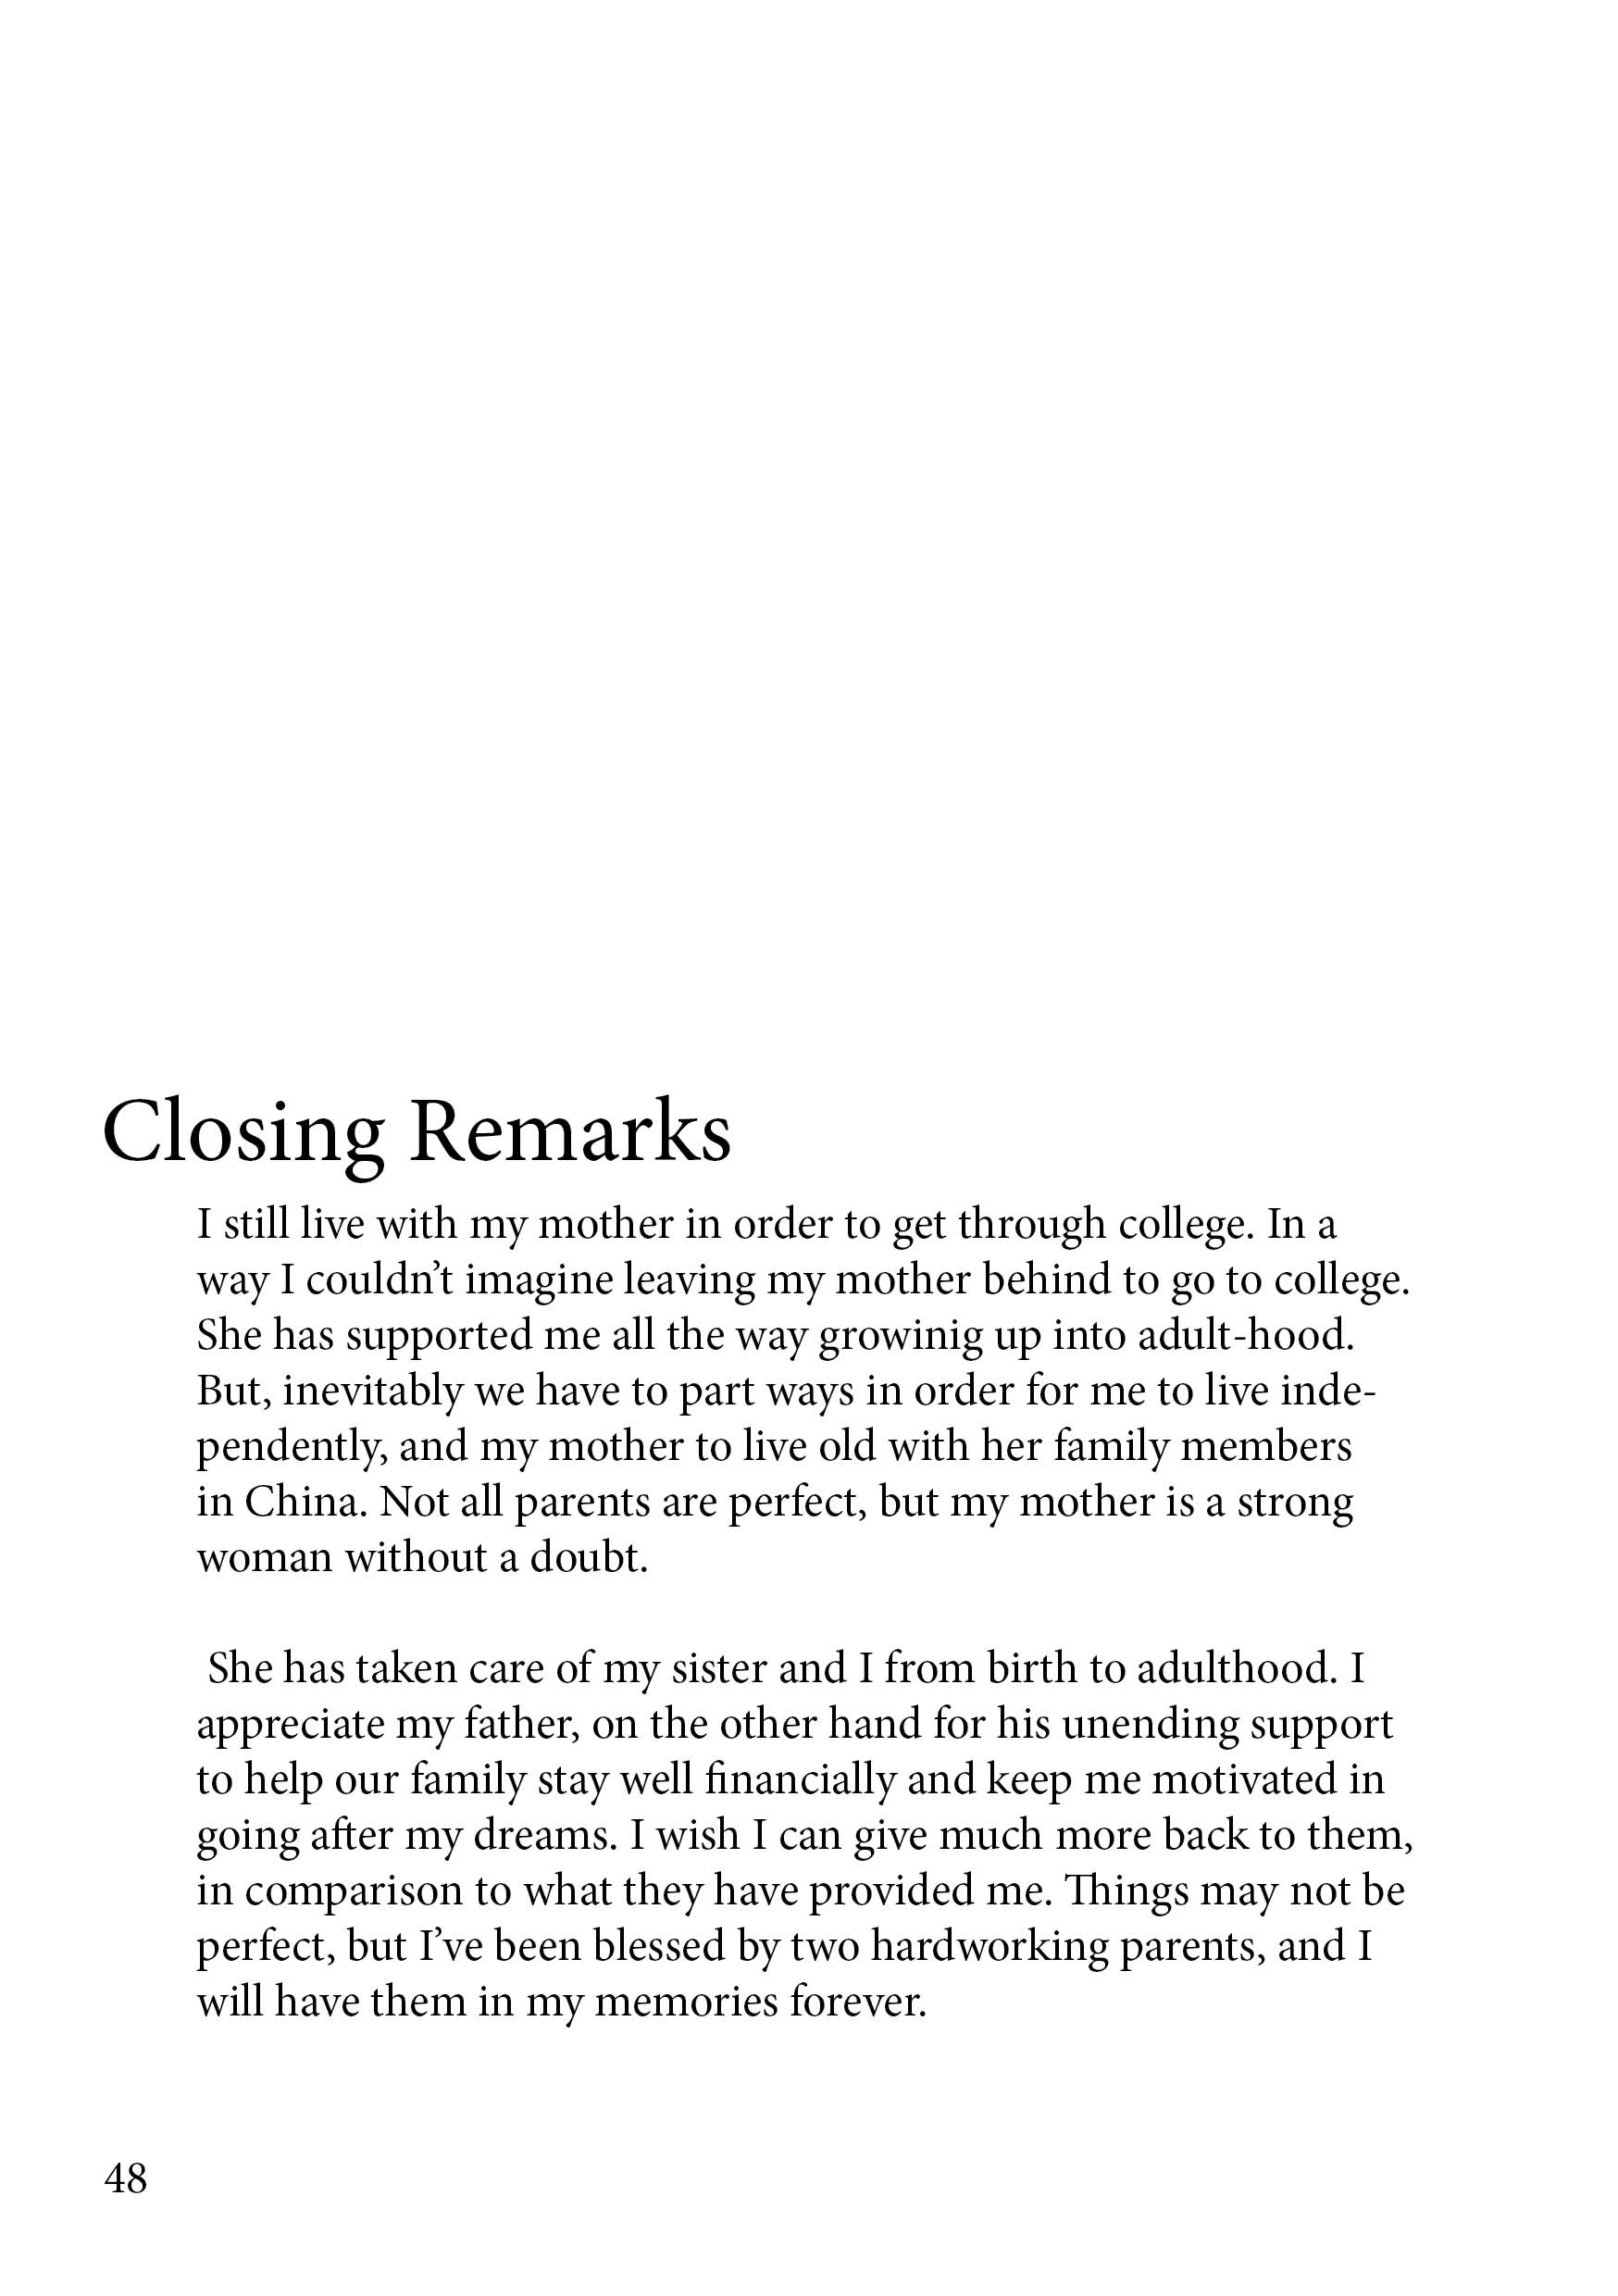 Closing Remarks
I still live with my mother in order to get through college. In a
way I couldn’t imagine leaving my mother behind to go to college.
She has supported me all the way growinig up into adult-hood.
But, inevitably we have to part ways in order for me to live inde-
pendently, and my mother to live old with her family members
in China. Not all parents are perfect, but my mother is a strong
woman without a doubt.
She has taken care of my sister and I from birth to adulthood. I
appreciate my father, on the other hand for his unending support
to help our family stay well financially and keep me motivated in
going after my dreams. I wish I can give much more back to them,
in comparison to what they have provided me. Things may not be
perfect, but I’ve been blessed by two hardworking parents, and I
will have them in my memories forever.
48